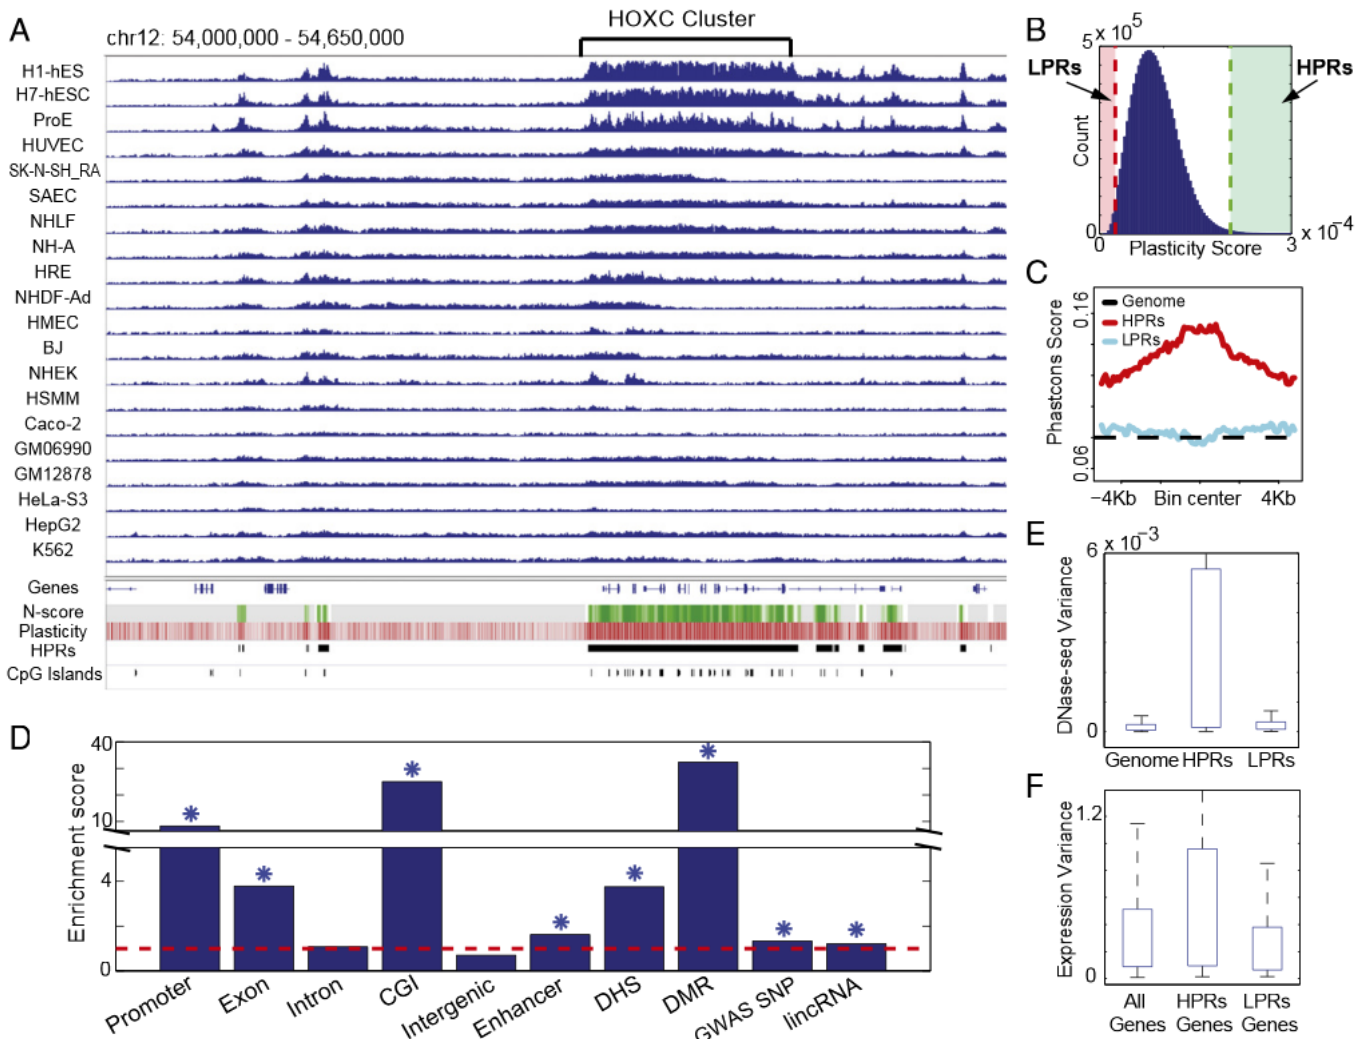 A
chr12: 54,000,000 - 54,650,000
HOXC Cluster
H1-hES
H7-hESC
ProE
HUVEC
SK-N-SH_RA
SAEC
NHLF
NH-A
HRE
NHDF-Ad
HMEC
BJ
NHEK
HSMM
Caco-2
GM06990
GM12878
HeLa-S3
HepG2
K562
Genes
N-score
Plasticity
HPRs
CpG Islands
B
5 x 10^5
LPRs
HPRs
Count
0
0
3 x 10^-4
Plasticity Score
C
Phastcons Score
0.16
0.06
Genome
HPRs
LPRs
−4Kb Bin center 4Kb
D
Enrichment score
40
10
4
0
Promoter
Exon
Intron
CGI
Intergenic
Enhancer
DHS
DMR
GWAS SNP
lincRNA
E
6 x 10^−3
DNase-seq Variance
0
Genome HPRs LPRs
F
Expression Variance
1.2
0
All Genes
HPRs Genes
LPRs Genes